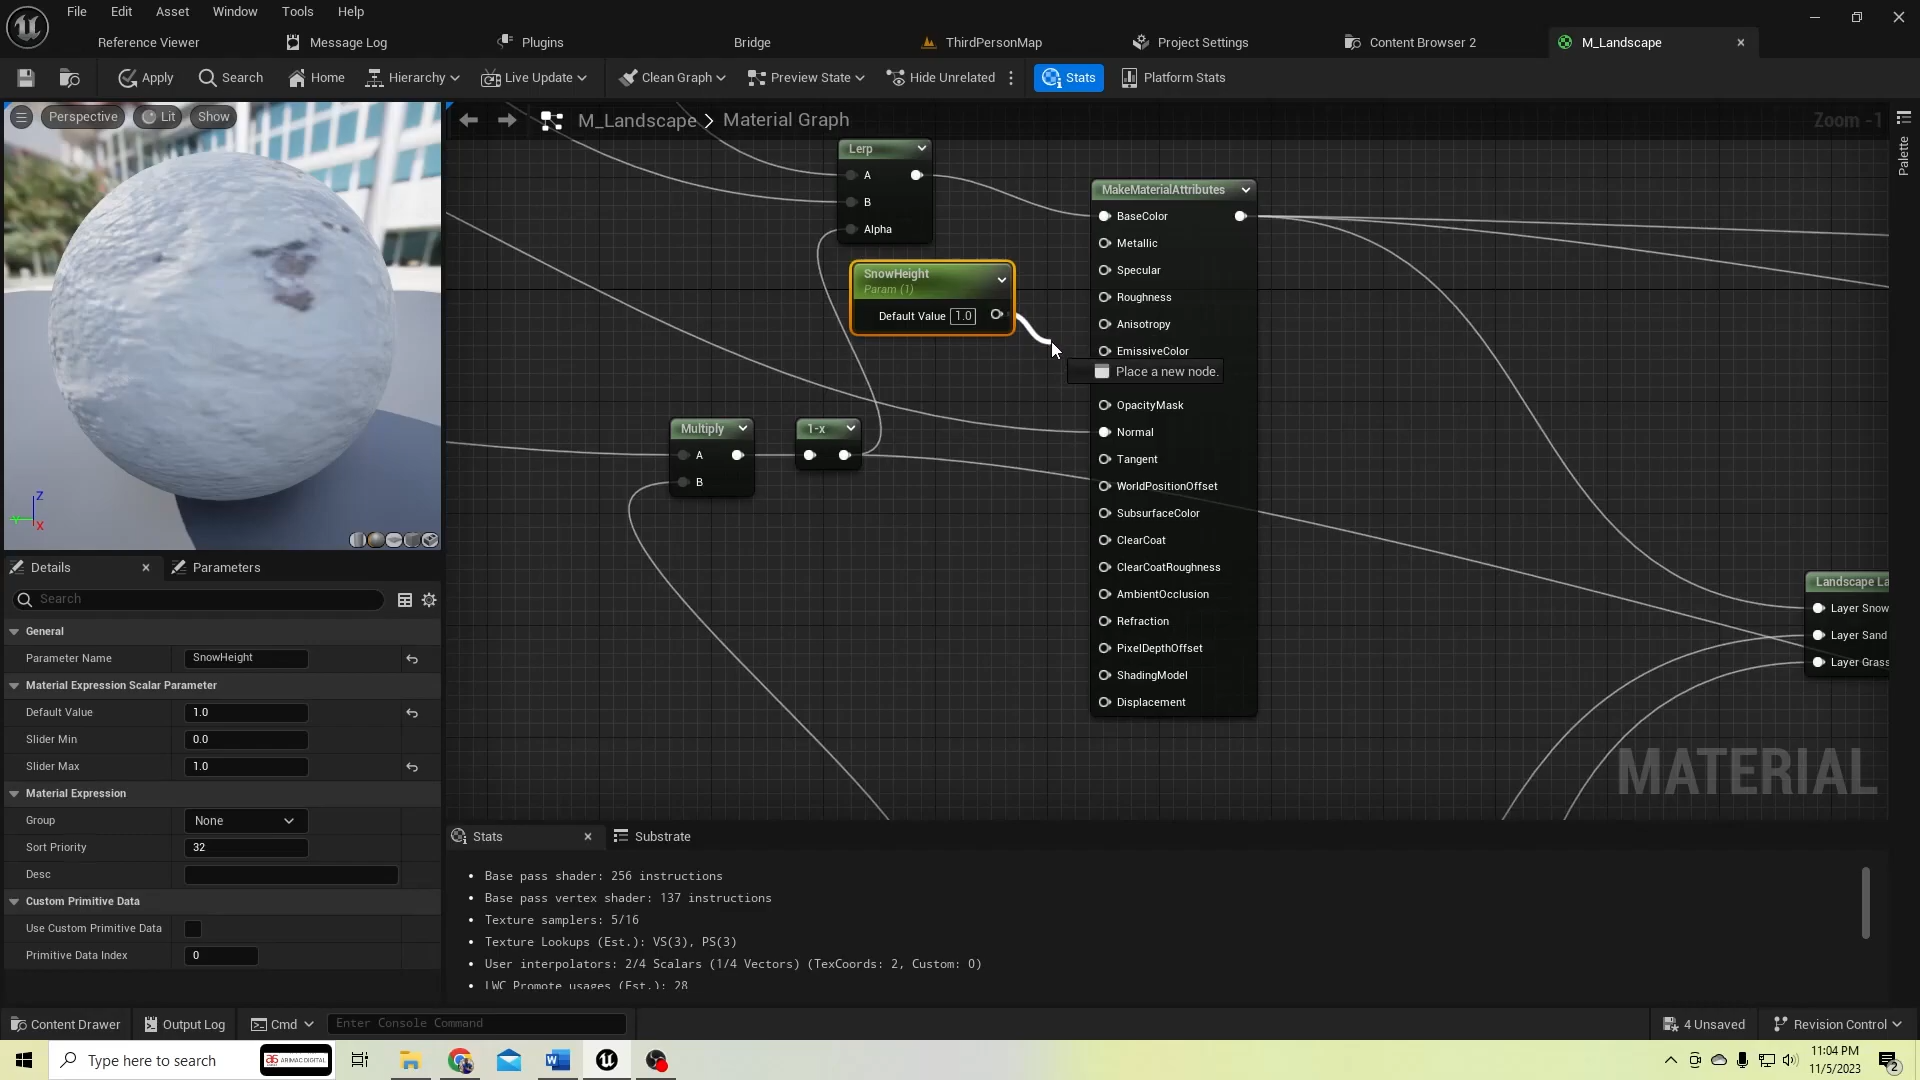 File Edit Asset Window Tools Help
Reference Viewer Message Log Plugins Bridge ThirdPersonMap Project Settings Content Browser 2 M_Landscape
Apply Search Home Hierarchy Live Update Clean Graph Preview State Hide Unrelated Stats Platform Stats
Perspective Lit Show
M_Landscape > Material Graph
Zoom -1
Palette
Lerp
A
B
Alpha
SnowHeight
Param (1)
Default Value 1.0
Multiply
A
B
1-x
MakeMaterialAttributes
BaseColor
Metallic
Specular
Roughness
Anisotropy
EmissiveColor
Place a new node.
OpacityMask
Normal
Tangent
WorldPositionOffset
SubsurfaceColor
ClearCoat
ClearCoatRoughness
AmbientOcclusion
Refraction
PixelDepthOffset
ShadingModel
Displacement
Landscape La
Layer Snow
Layer Sand
Layer Grass
MATERIAL
Z
X
Details Parameters
Search
General
Parameter Name SnowHeight
Material Expression Scalar Parameter
Default Value 1.0
Slider Min 0.0
Slider Max 1.0
Material Expression
Group None
Sort Priority 32
Desc
Custom Primitive Data
Use Custom Primitive Data
Primitive Data Index 0
Stats Substrate
Base pass shader: 256 instructions
Base pass vertex shader: 137 instructions
Texture samplers: 5/16
Texture Lookups (Est.): VS(3), PS(3)
User interpolators: 2/4 Scalars (1/4 Vectors) (TexCoords: 2, Custom: 0)
LWC Promote usages (Est.): 28
Content Drawer Output Log Cmd Enter Console Command 4 Unsaved Revision Control
Type here to search ARIMAC DIGITAL
11:04 PM
11/5/2023
2